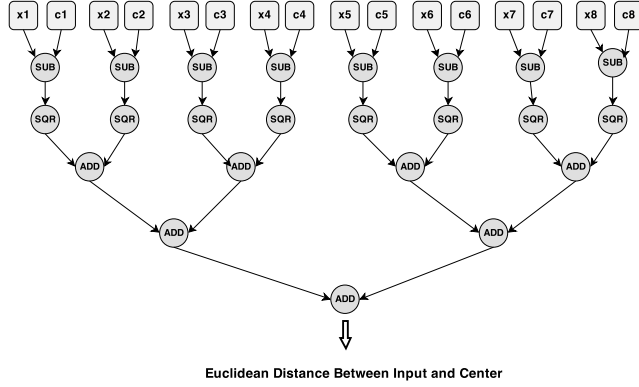 x1 c1 x2 c2 x3 c3 x4 c4 x5 c5 x6 c6 x7 c7 x8 c8
SUB SUB SUB SUB SUB SUB SUB SUB
SQR SQR SQR SQR SQR SQR SQR SQR
ADD ADD ADD ADD
ADD ADD
ADD
Euclidean Distance Between Input and Center